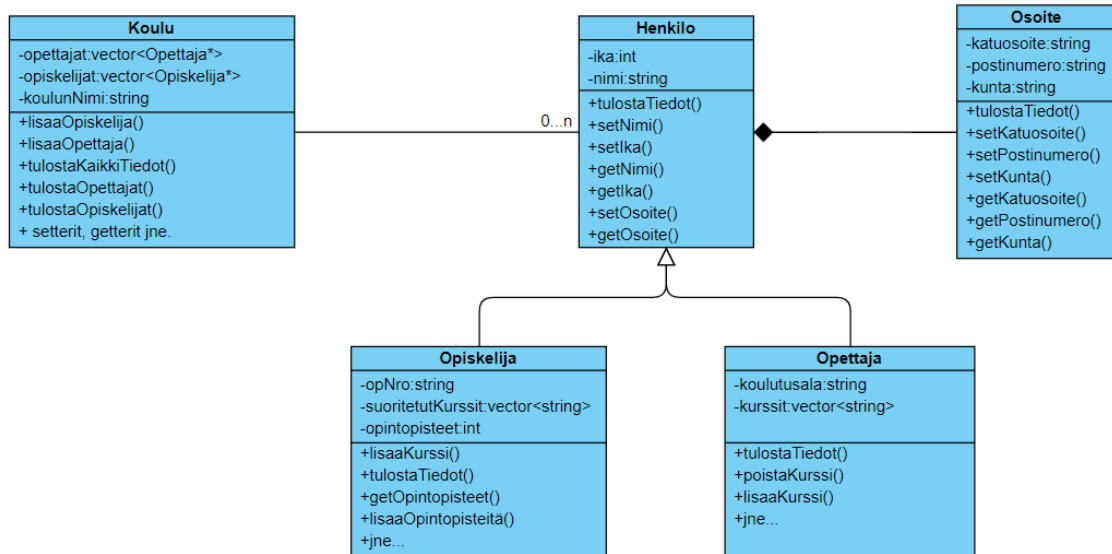 Koulu
-opettajat:vector<Opettaja*>
-opiskelijat:vector<Opiskelija*>
-koulunNimi:string
+lisaaOpiskelija()
+lisaaOpettaja()
+tulostaKaikkiTiedot()
+tulostaOpettajat()
+tulostaOpiskelijat()
+ setterit, getterit jne.
0...n
Henkilo
-ika:int
-nimi:string
+tulostaTiedot()
+setNimi()
+setIka()
+getNimi()
+getIka()
+setOsoite()
+getOsoite()
Osoite
-katuosoite:string
-postinumero:string
-kunta:string
+tulostaTiedot()
+setKatuosoite()
+setPostinumero()
+setKunta()
+getKatuosoite()
+getPostinumero()
+getKunta()
Opiskelija
-opNro:string
-suoritetutKurssit:vector<string>
-opintopisteet:int
+lisaaKurssi()
+tulostaTiedot()
+getOpintopisteet()
+lisaaOpintopisteitä()
+jne...
Opettaja
-koulutusala:string
-kurssit:vector<string>
+tulostaTiedot()
+poistaKurssi()
+lisaaKurssi()
+jne...